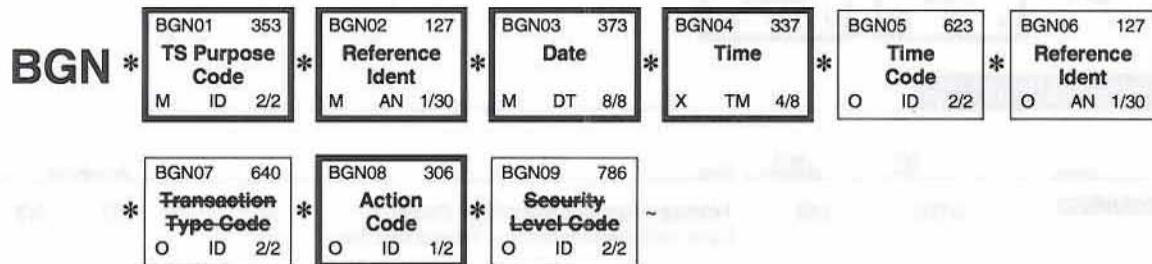 BGN * BGN01 353 * BGN02 127 * BGN03 373 * BGN04 337 * BGN05 623 * BGN06 127
TS Purpose Reference Date Time Time Reference
Code Ident Code Ident
M ID 2/2 M AN 1/30 M DT 8/8 X TM 4/8 O ID 2/2 O AN 1/30
* BGN07 640 * BGN08 306 * BGN09 786 ~
Transaction Action Security
Type Code Code Level Code
O ID 2/2 O ID 1/2 O ID 2/2